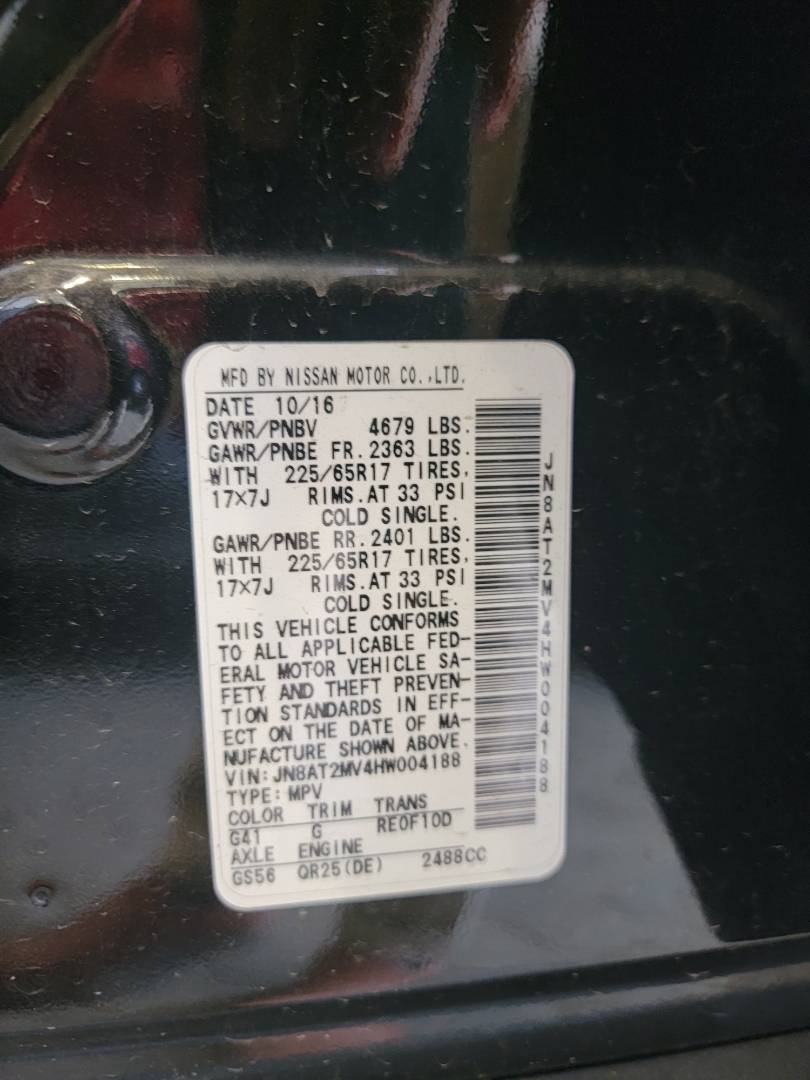 MFD BY NISSAN MOTOR CO.,LTD.
DATE 10/16
GVWR/PNBV 4679 LBS.
GAWR/PNBE FR. 2363 LBS.
WITH 225/65R17 TIRES,
17×7J RIMS. AT 33 PSI
COLD SINGLE.
GAWR/PNBE RR. 2401 LBS.
WITH 225/65R17 TIRES,
17×7J RIMS. AT 33 PSI
COLD SINGLE.
THIS VEHICLE CONFORMS
TO ALL APPLICABLE FED-
ERAL MOTOR VEHICLE SA-
FETY AND THEFT PREVEN-
TION STANDARDS IN EFF-
ECT ON THE DATE OF MA-
NUFACTURE SHOWN ABOVE.
VIN:JN8AT2MV4HW004188
TYPE:MPV
COLOR TRIM TRANS
G41 G RE0F10D
AXLE ENGINE
GS56 QR25(DE) 2488CC
JN8AT2MV4HW004188